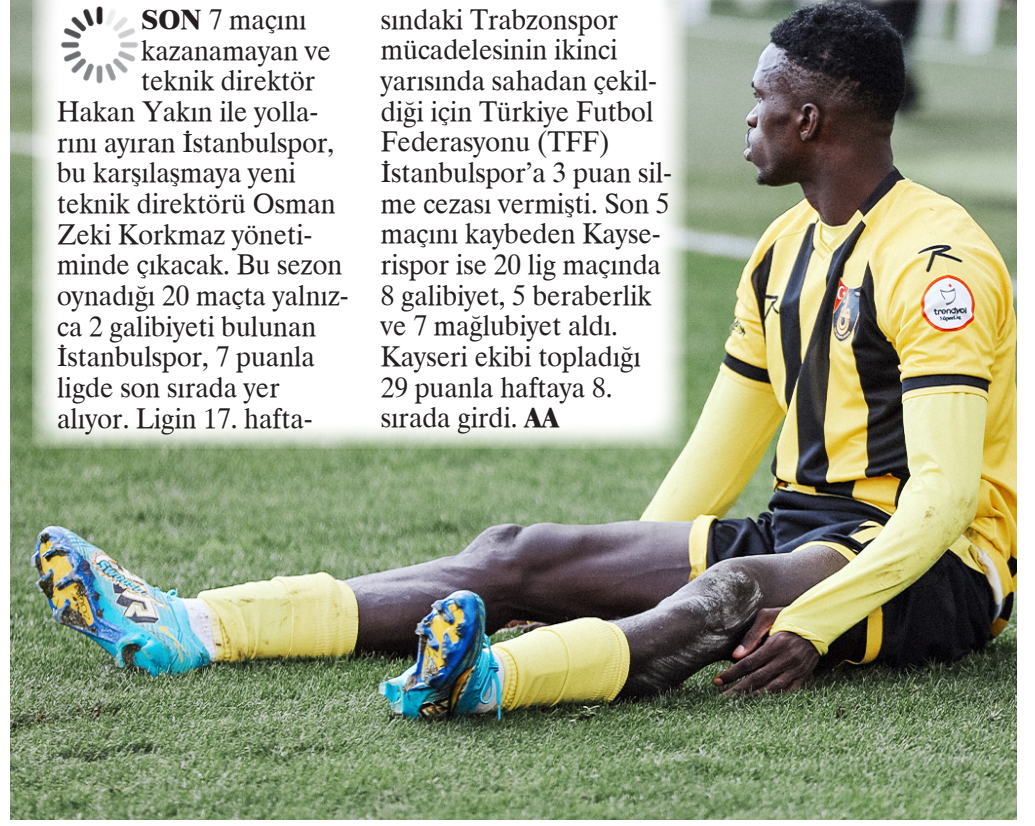 SON 7 maçını
kazanamayan ve
teknik direktör
Hakan Yakın ile yolla-
rını ayıran İstanbulspor,
bu karşılaşmaya yeni
teknik direktörü Osman
Zeki Korkmaz yöneti-
minde çıkacak. Bu sezon
oynadığı 20 maçta yalnız-
ca 2 galibiyeti bulunan
İstanbulspor, 7 puanla
ligde son sırada yer
alıyor. Ligin 17. hafta-
sındaki Trabzonspor
mücadelesinin ikinci
yarısında sahadan çekil-
diği için Türkiye Futbol
Federasyonu (TFF)
İstanbulspor’a 3 puan sil-
me cezası vermişti. Son 5
maçını kaybeden Kayse-
rispor ise 20 lig maçında
8 galibiyet, 5 beraberlik
ve 7 mağlubiyet aldı.
Kayseri ekibi topladığı
29 puanla haftaya 8.
sırada girdi. AA
trendyol
Süper Lig